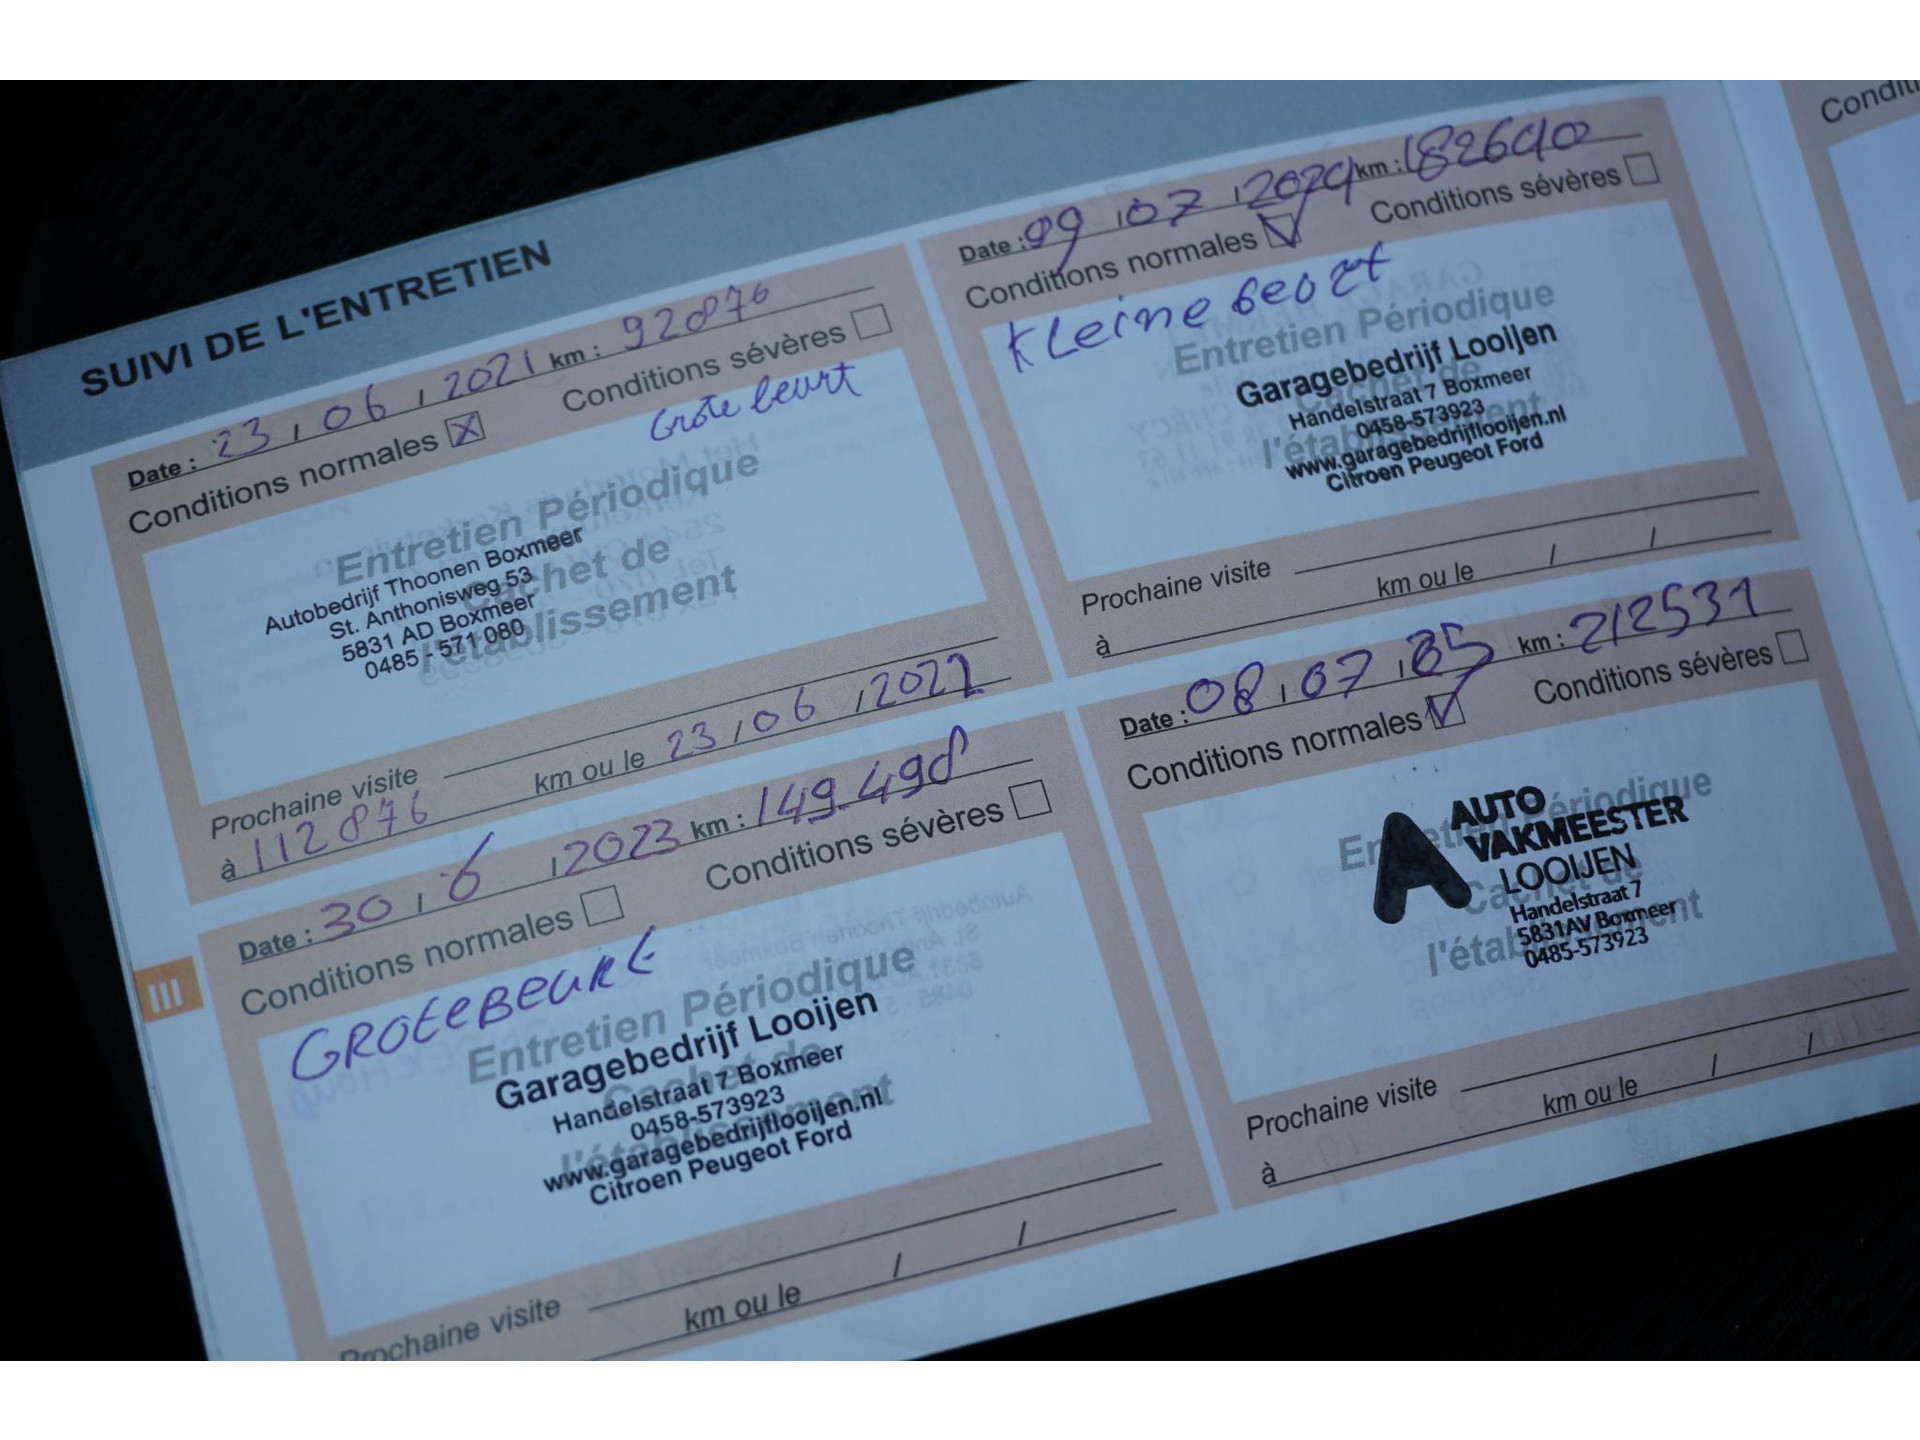 SUIVI DE L'ENTRETIEN
Date : 23 / 06 / 2021 km : 92876
Conditions normales Conditions sévères
Grote beurt
Entretien Périodique
Cachet de
l'établissement
Autobedrijf Thoonen Boxmeer
St. Anthonisweg 53
5831 AD Boxmeer
0485 - 571 080
Prochaine visite
à 112876 km ou le 23 / 06 / 2022
Date : 30 / 6 / 2023 km : 149.498
Conditions normales Conditions sévères
GROtEBEURt
Entretien Périodique
Cachet de
l'établissement
Garagebedrijf Looijen
Handelstraat 7 Boxmeer
0458-573923
www.garagebedrijflooijen.nl
Citroen Peugeot Ford
Prochaine visite
km ou le / /
III
Date : 09 / 07 / 2024 km : 182640
Conditions normales Conditions sévères
Kleine beurt
Entretien Périodique
Cachet de
l'établissement
Garagebedrijf Looijen
Handelstraat 7 Boxmeer
0458-573923
www.garagebedrijflooijen.nl
Citroen Peugeot Ford
Prochaine visite
à km ou le / /
Date : 08 / 07 / 25 km : 212531
Conditions normales Conditions sévères
Entretien Périodique
Cachet de
l'établissement
AUTO
VAKMEESTER
LOOIJEN
Handelstraat 7
5831AV Boxmeer
0485-573923
Prochaine visite
à km ou le / /